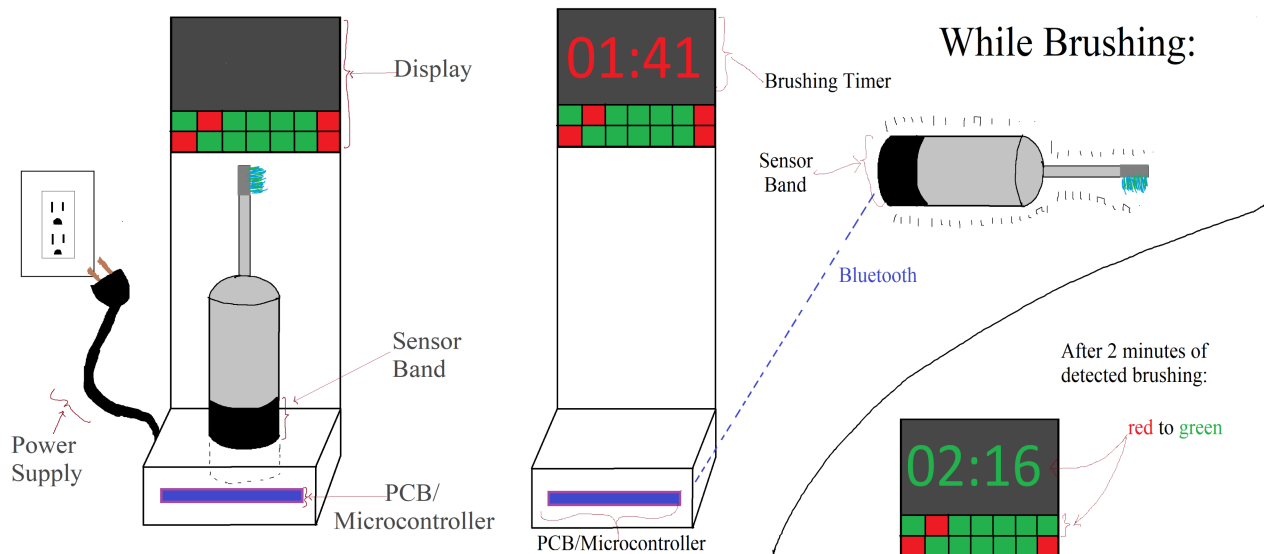 Display
Sensor
Band
Power
Supply
PCB/
Microcontroller
01:41
Brushing Timer
While Brushing:
Sensor
Band
Bluetooth
PCB/Microcontroller
After 2 minutes of
detected brushing:
red to green
02:16